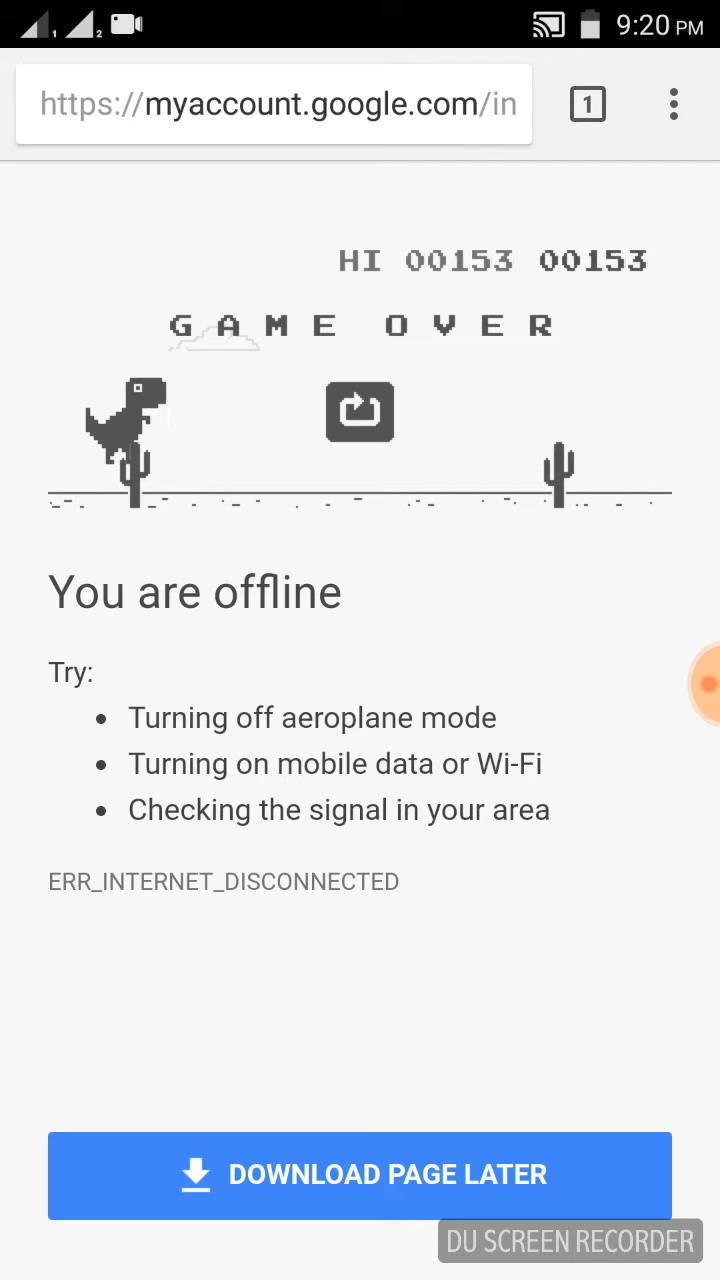 1 2 9:20 PM
https://myaccount.google.com/in 1
HI 00153 00153
GAME OVER
You are offline
Try:
Turning off aeroplane mode
Turning on mobile data or Wi-Fi
Checking the signal in your area
ERR_INTERNET_DISCONNECTED
DOWNLOAD PAGE LATER
DU SCREEN RECORDER